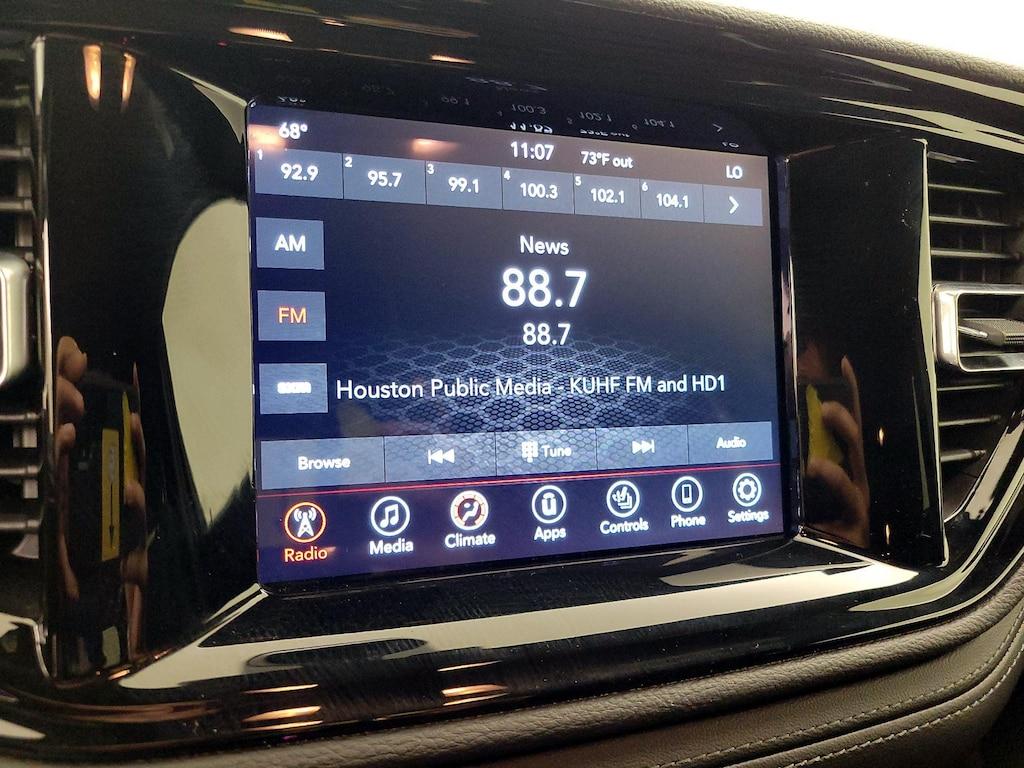 68° 11:07 73°F out LO
1 92.9 2 95.7 3 99.1 4 100.3 5 102.1 6 104.1
AM
News
88.7
FM
88.7
Houston Public Media - KUHF FM and HD1
Browse Tune Audio
Radio Media Climate Apps Controls Phone Settings